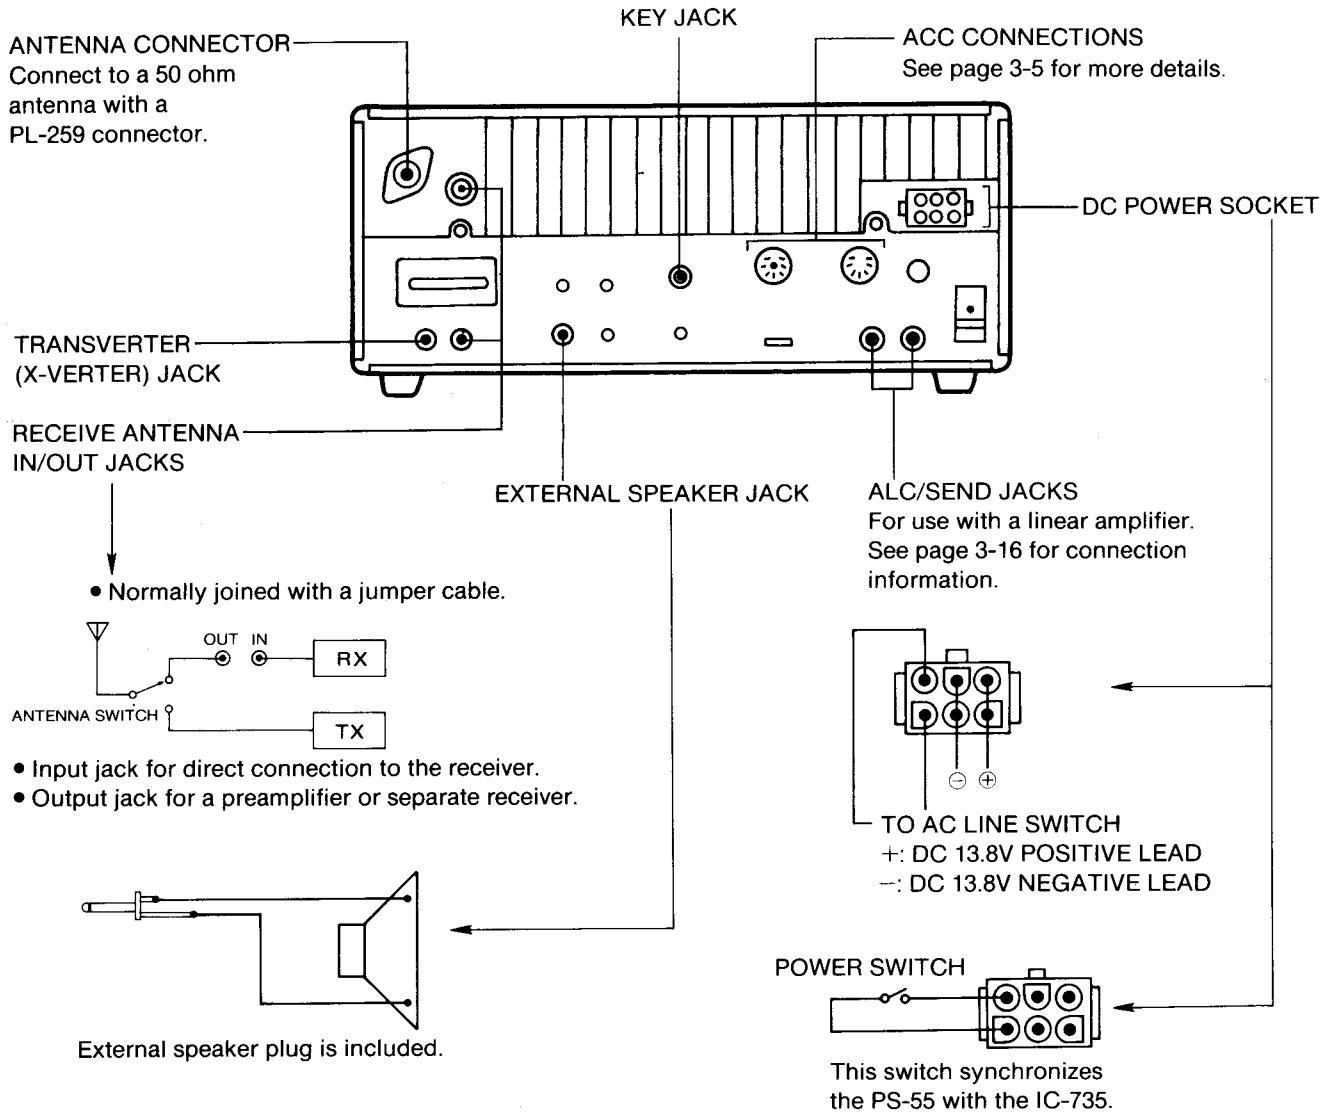 KEY JACK
ANTENNA CONNECTOR
Connect to a 50 ohm
antenna with a
PL-259 connector.
ACC CONNECTIONS
See page 3-5 for more details.
DC POWER SOCKET
TRANSVERTER
(X-VERTER) JACK
RECEIVE ANTENNA
IN/OUT JACKS
EXTERNAL SPEAKER JACK
ALC/SEND JACKS
For use with a linear amplifier.
See page 3-16 for connection
information.
● Normally joined with a jumper cable.
OUT IN
RX
ANTENNA SWITCH
TX
● Input jack for direct connection to the receiver.
● Output jack for a preamplifier or separate receiver.
⊖ ⊕
TO AC LINE SWITCH
+: DC 13.8V POSITIVE LEAD
−: DC 13.8V NEGATIVE LEAD
External speaker plug is included.
POWER SWITCH
This switch synchronizes
the PS-55 with the IC-735.